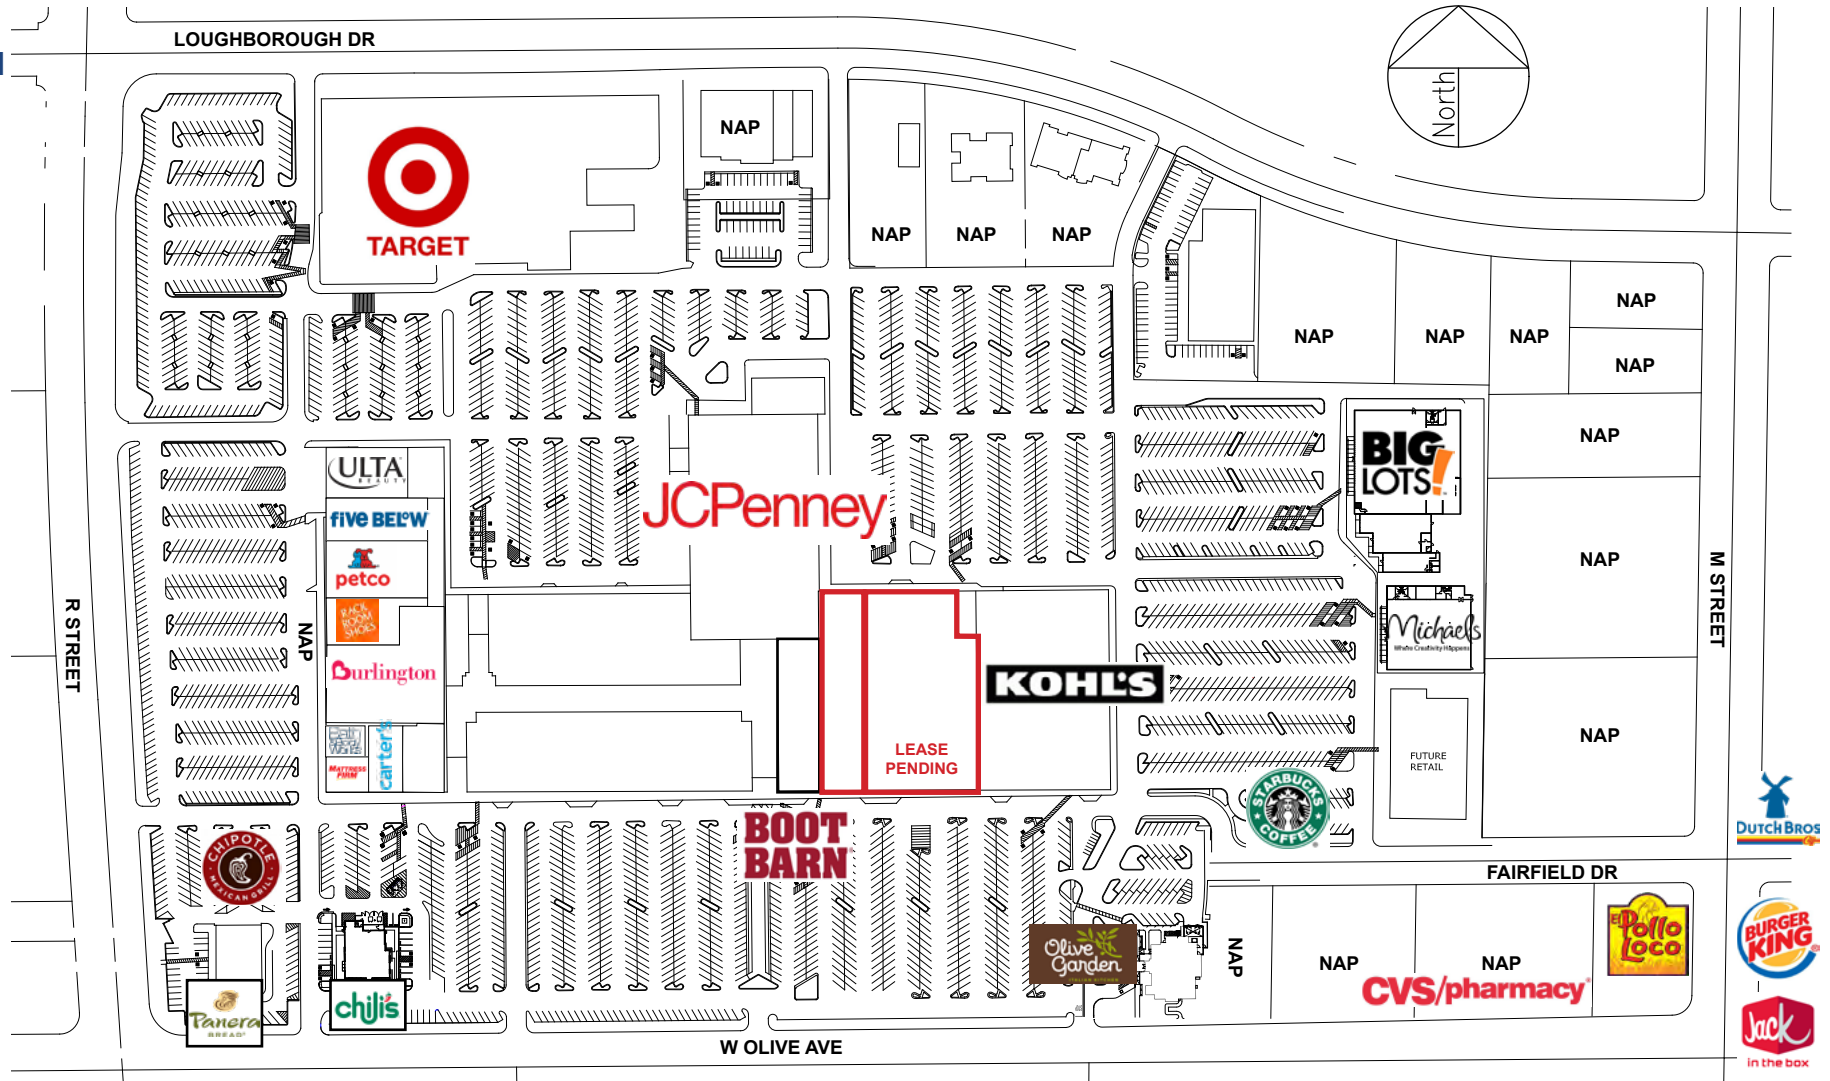 LOUGHBOROUGH DR
North
TARGET
NAP
NAP
NAP
NAP
NAP
NAP
NAP
NAP
NAP
NAP
NAP
NAP
ULTA
BEAUTY
FIVE BELOW
petco
RACK
ROOM
SHOES
Burlington
Bath
Works
MATTRESS
FIRM
carter's
NAP
R STREET
M STREET
JCPenney
BIG
LOTS!
Michaels
Where Creativity Happens
KOHL'S
LEASE
PENDING
FUTURE
RETAIL
STARBUCKS
COFFEE
DUTCH BROS
CHIPOTLE
MEXICAN GRILL
BOOT
BARN
FAIRFIELD DR
Olive
Garden
NAP
NAP
NAP
CVS/pharmacy
El
Pollo
Loco
BURGER
KING
Panera
BREAD
chili's
W OLIVE AVE
Jack
in the box